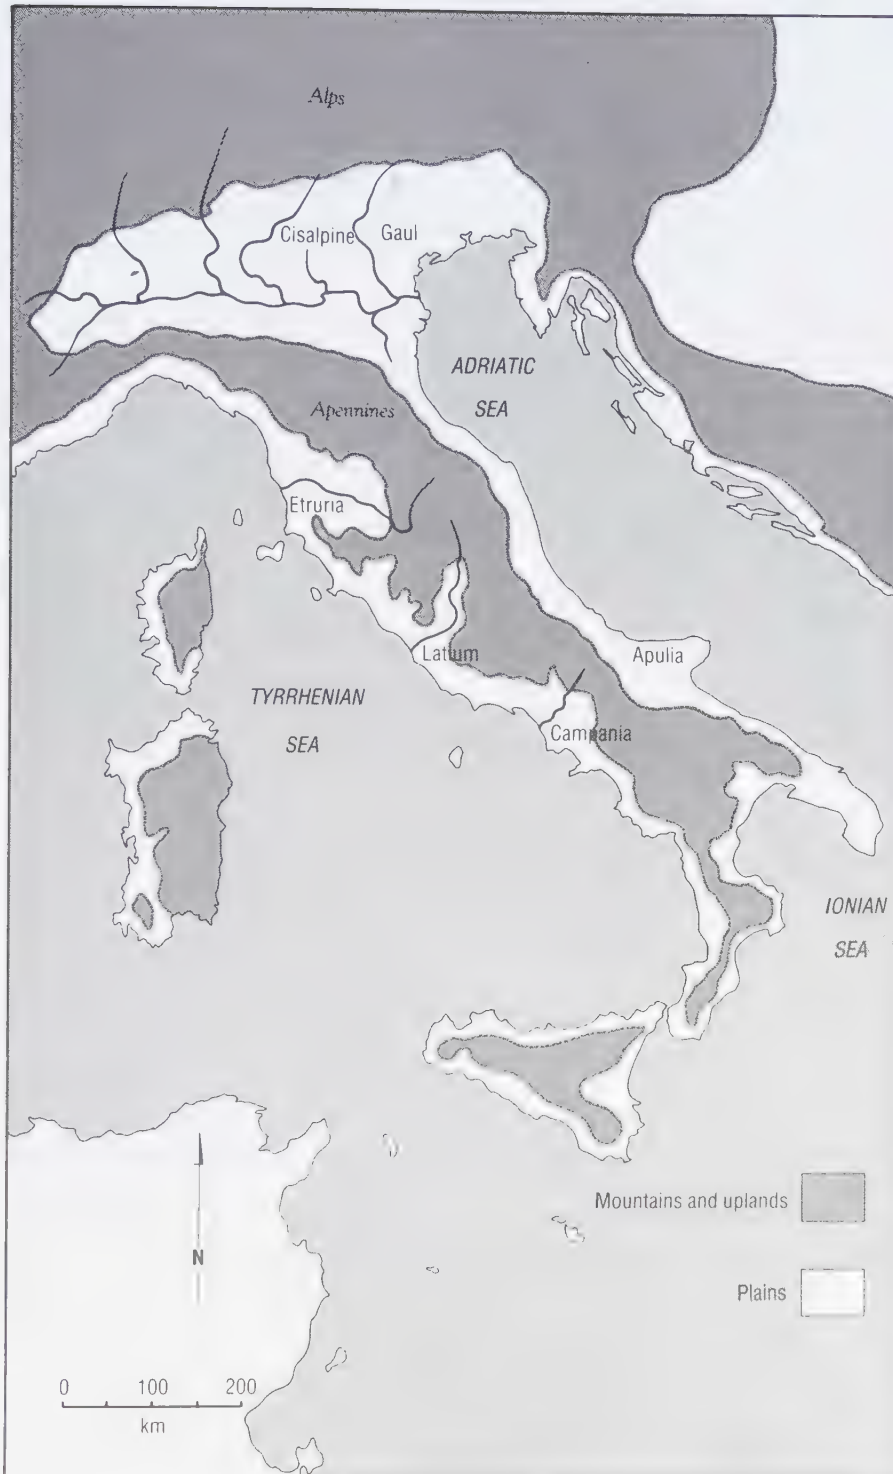 Alps
Cisalpine Gaul
ADRIATIC
SEA
Apennines
Etruria
Latium
Apulia
TYRRHENIAN
SEA
Campania
IONIAN
SEA
Mountains and uplands
N
Plains
0 100 200
km